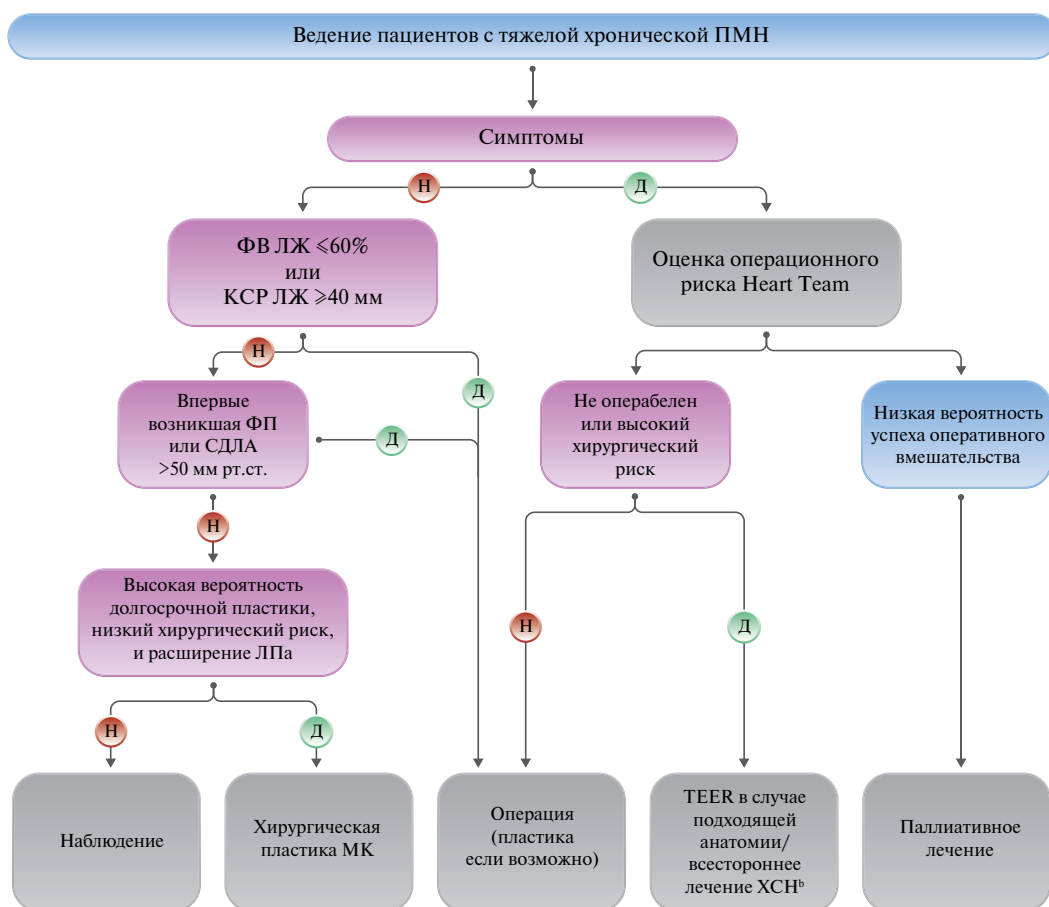 Ведение пациентов с тяжелой хронической ПМН
Симптомы
Н
Д
ФВ ЛЖ ≤60%
или
КСР ЛЖ ≥40 мм
Оценка операционного
риска Heart Team
Н
Д
Впервые
возникшая ФП
или СДЛА
>50 мм рт.ст.
Д
Не операбелен
или высокий
хирургический
риск
Низкая вероятность
успеха оперативного
вмешательства
Н
Высокая вероятность
долгосрочной пластики,
низкий хирургический риск,
и расширение ЛПа
Н
Д
Н
Д
Наблюдение
Хирургическая
пластика МК
Операция
(пластика
если возможно)
TEER в случае
подходящей
анатомии/
всестороннее
лечение ХСНᵇ
Паллиативное
лечение